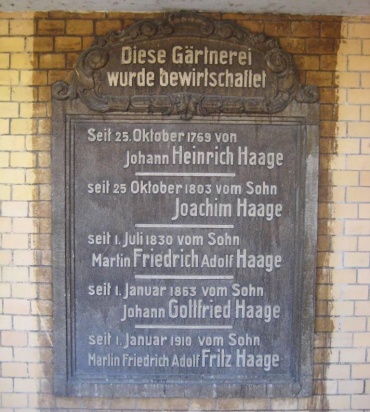 Diese Gärtnerei
wurde bewirtschaftet
Seit 25. Oktober 1769 von
Johann Heinrich Haage
seit 25 Oktober 1803 vom Sohn
Joachim Haage
seit 1. Juli 1830 vom Sohn
Martin Friedrich Adolf Haage
seit 1. Januar 1863 vom Sohn
Johann Gottfried Haage
seit 1. Januar 1910 vom Sohn
Martin Friedrich Adolf Fritz Haage